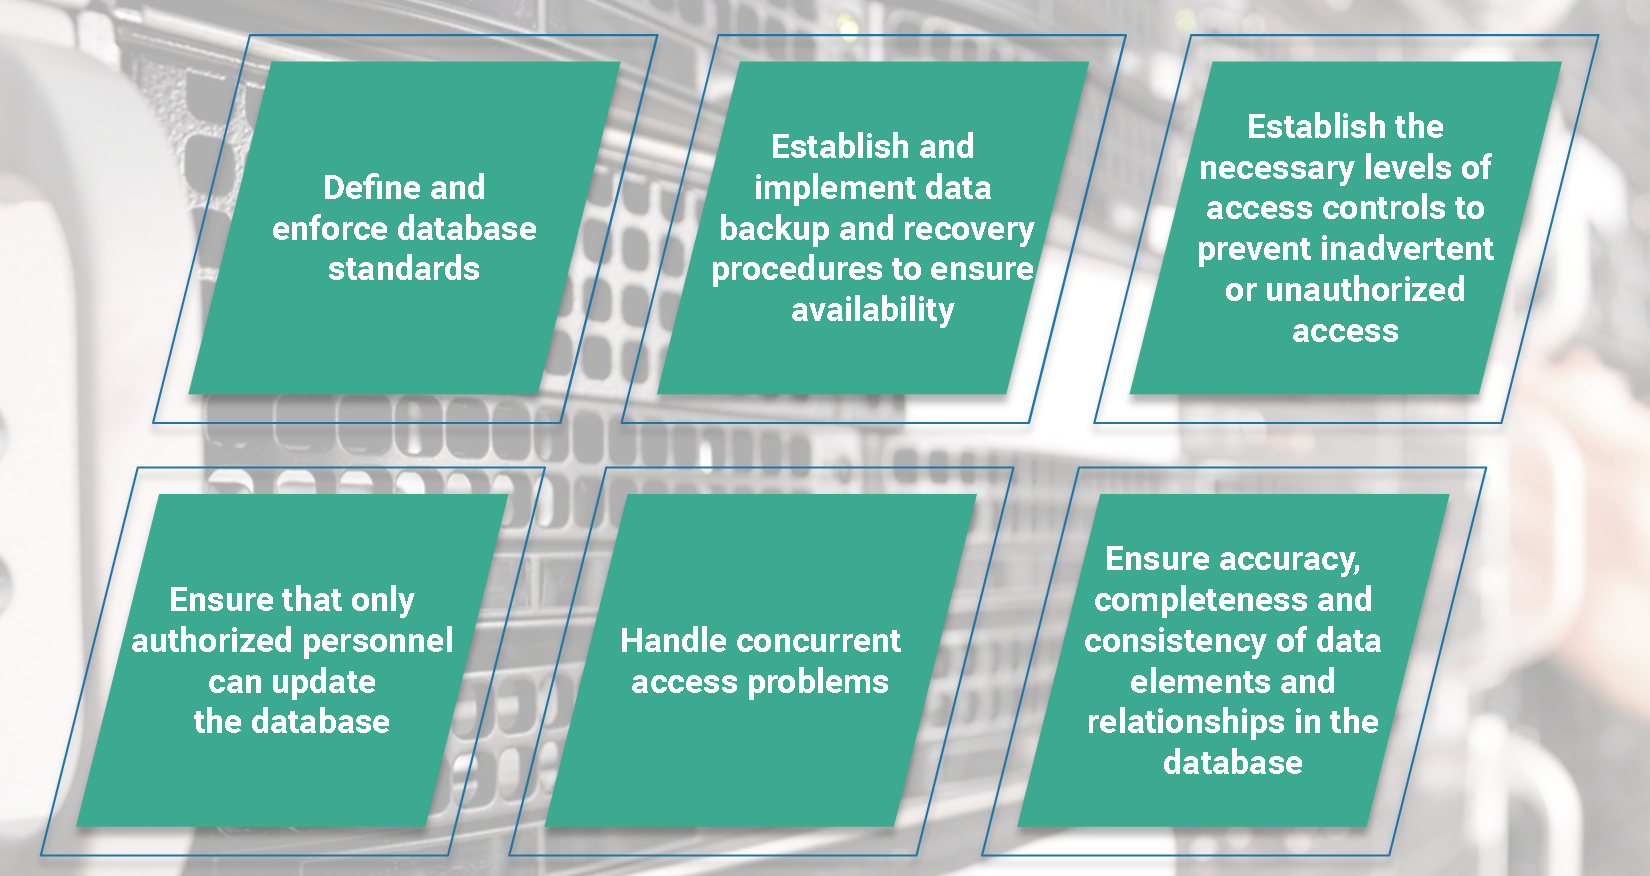 Define and
enforce database
standards
Establish and
implement data
backup and recovery
procedures to ensure
availability
Establish the
necessary levels of
access controls to
prevent inadvertent
or unauthorized
access
Ensure that only
authorized personnel
can update
the database
Handle concurrent
access problems
Ensure accuracy,
completeness and
consistency of data
elements and
relationships in the
database